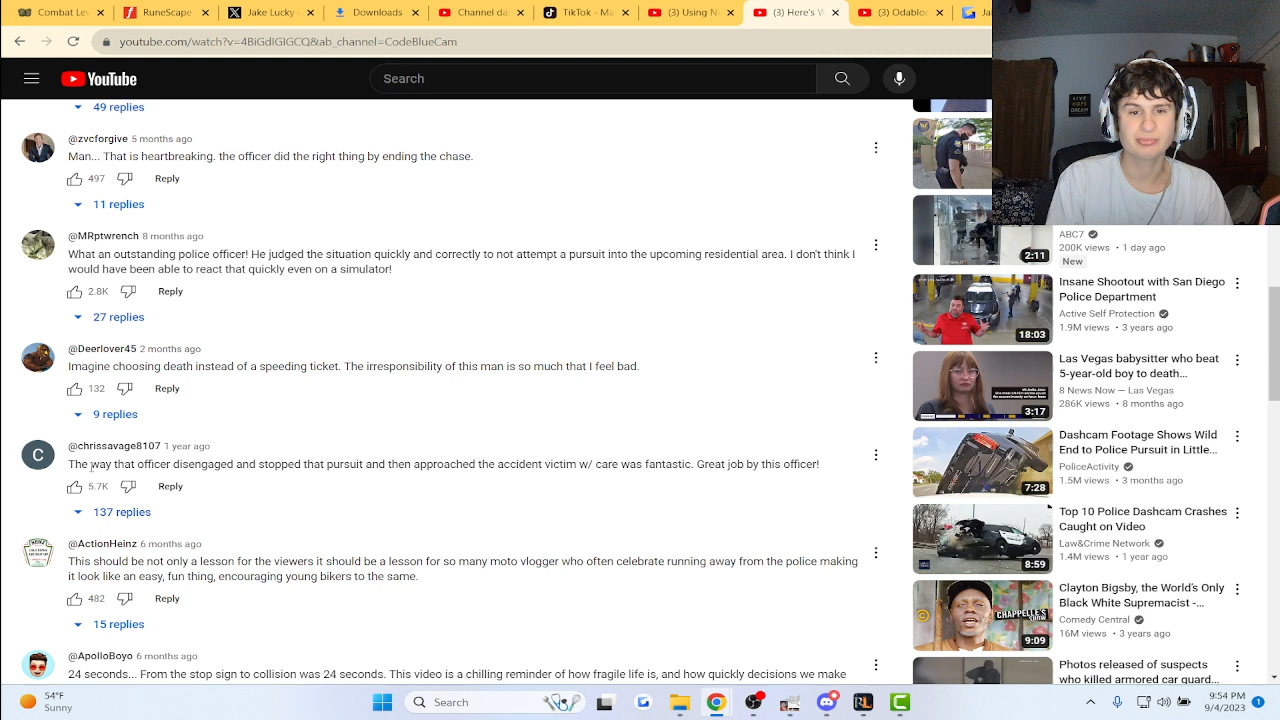 Combat Le
RuneScape
Jake Lucky
Downloads
Channel da
TikTok - Ma
(3) Using N
(3) Here's W
(3) Odablo
Ja
youtube.com/watch?v=4BiGdIGIGCQ&ab_channel=CodeBlueCam
YouTube
Search
LIVE
DREAM
49 replies
@zvcforgive 5 months ago
Man... That is heartbreaking, the officer did the right thing by ending the chase.
497 Reply
11 replies
@MRptwrench 8 months ago
What an outstanding police officer! He judged the situation quickly and correctly to not attempt a pursuit into the upcoming residential area. I don't think I
would have been able to react that quickly even on a simulator!
2.8K Reply
27 replies
@Deerlover45 2 months ago
Imagine choosing death instead of a speeding ticket. The irresponsibility of this man is so much that I feel bad.
132 Reply
9 replies
C
@chrissavage8107 1 year ago
The way that officer disengaged and stopped that pursuit and then approached the accident victim w/ care was fantastic. Great job by this officer!
5.7K Reply
137 replies
HEINZ
@ActionHeinz 6 months ago
This should be not only a lesson for the viewers. It should be a lesson for so many moto vlogger who often celebrate running away from the police making
it look like an easy, fun thing, encouraging young riders to the same.
482 Reply
15 replies
@ApolloBoyo 6 months ago
24 seconds... From the stop sign to collision is 24 seconds. This video is a chilling reminder of how fragile life is, and how quickly decisions we make
ABC7
200K views • 1 day ago
New
2:11
Insane Shootout with San Diego
Police Department
Active Self Protection
1.9M views • 3 years ago
18:03
Las Vegas babysitter who beat
5-year-old boy to death...
8 News Now — Las Vegas
286K views • 8 months ago
3:17
Dashcam Footage Shows Wild
End to Police Pursuit in Little...
PoliceActivity
1.5M views • 3 months ago
7:28
Top 10 Police Dashcam Crashes
Caught on Video
Law&Crime Network
1.4M views • 1 year ago
8:59
Clayton Bigsby, the World's Only
Black White Supremacist -...
Comedy Central
16M views • 3 years ago
CHAPPELLE'S
SHOW
9:09
Photos released of suspects
who killed armored car guard...
54°F
Sunny
Search
9:54 PM
9/4/2023
1